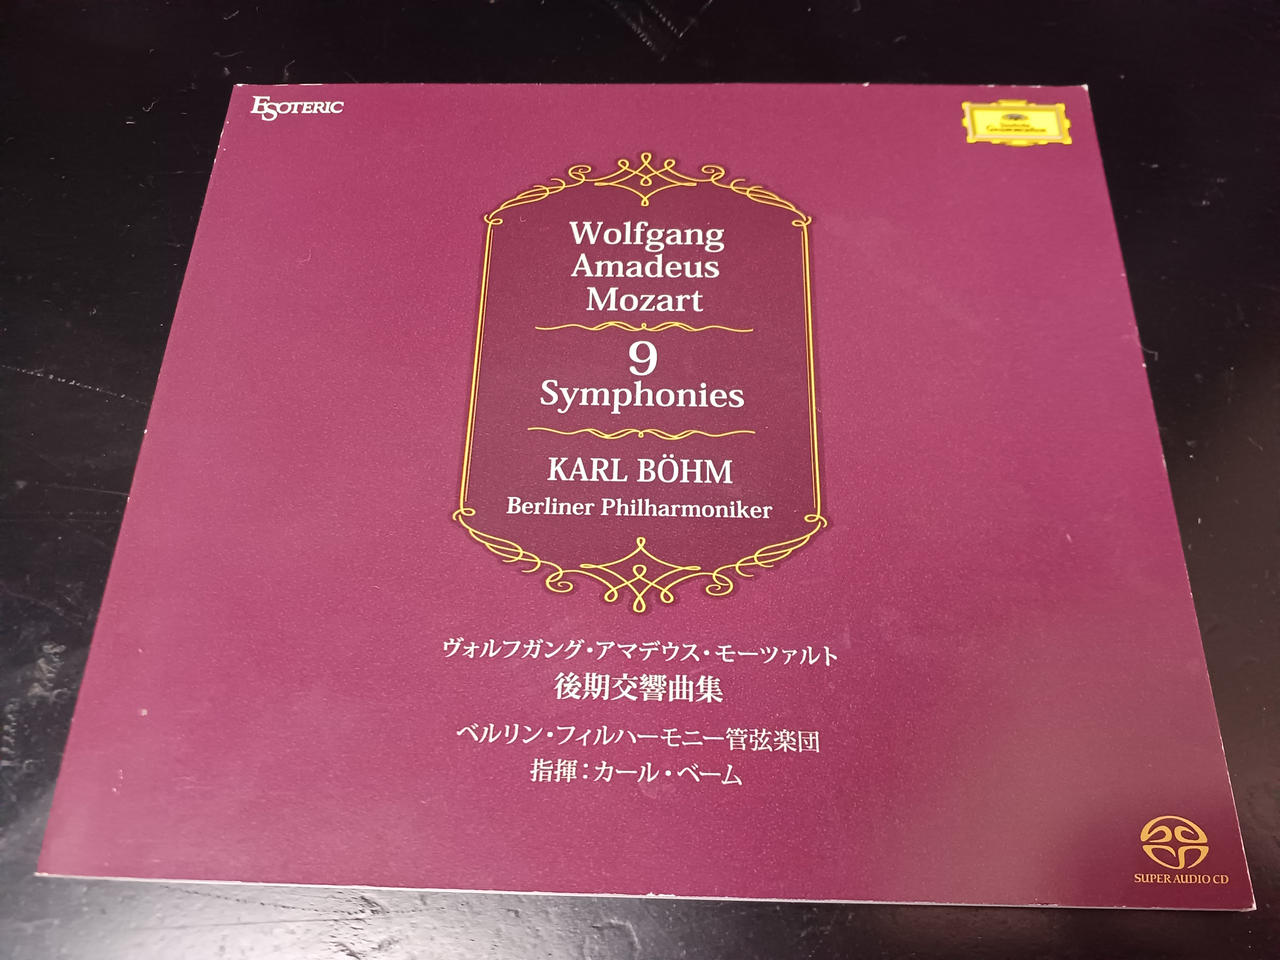 ESOTERIC
Deutsche
Grammophon
Wolfgang
Amadeus
Mozart
9
Symphonies
KARL BÖHM
Berliner Philharmoniker
ヴォルフガング・アマデウス・モーツァルト
後期交響曲集
ベルリン・フィルハーモニー管弦楽団
指揮：カール・ベーム
SUPER AUDIO CD